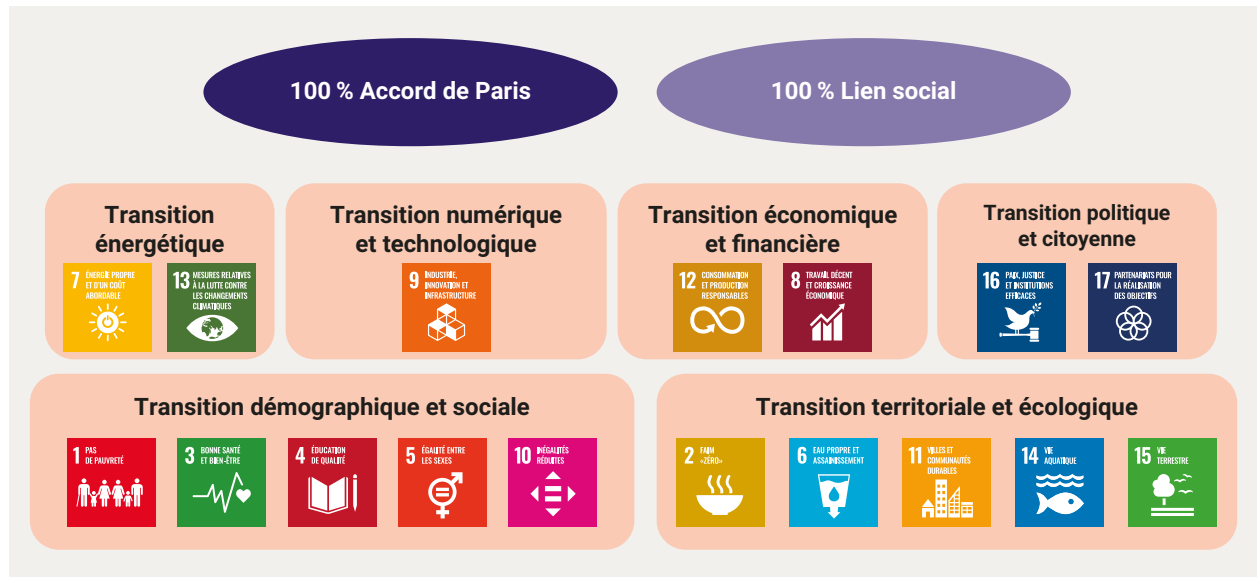 100 % Accord de Paris
100 % Lien social
Transition
énergétique
7 ÉNERGIE PROPRE
ET D'UN COÛT
ABORDABLE
13 MESURES RELATIVES
À LA LUTTE CONTRE
LES CHANGEMENTS
CLIMATIQUES
Transition numérique
et technologique
9 INDUSTRIE,
INNOVATION ET
INFRASTRUCTURE
Transition économique
et financière
12 CONSOMMATION
ET PRODUCTION
RESPONSABLES
8 TRAVAIL DÉCENT
ET CROISSANCE
ÉCONOMIQUE
Transition politique
et citoyenne
16 PAIX, JUSTICE
ET INSTITUTIONS
EFFICACES
17 PARTENARIATS POUR
LA RÉALISATION
DES OBJECTIFS
Transition démographique et sociale
1 PAS
DE PAUVRETÉ
3 BONNE SANTÉ
ET BIEN-ÊTRE
4 ÉDUCATION
DE QUALITÉ
5 ÉGALITÉ ENTRE
LES SEXES
10 INÉGALITÉS
RÉDUITES
Transition territoriale et écologique
2 FAIM
«ZÉRO»
6 EAU PROPRE ET
ASSAINISSEMENT
11 VILLES ET
COMMUNAUTÉS
DURABLES
14 VIE
AQUATIQUE
15 VIE
TERRESTRE